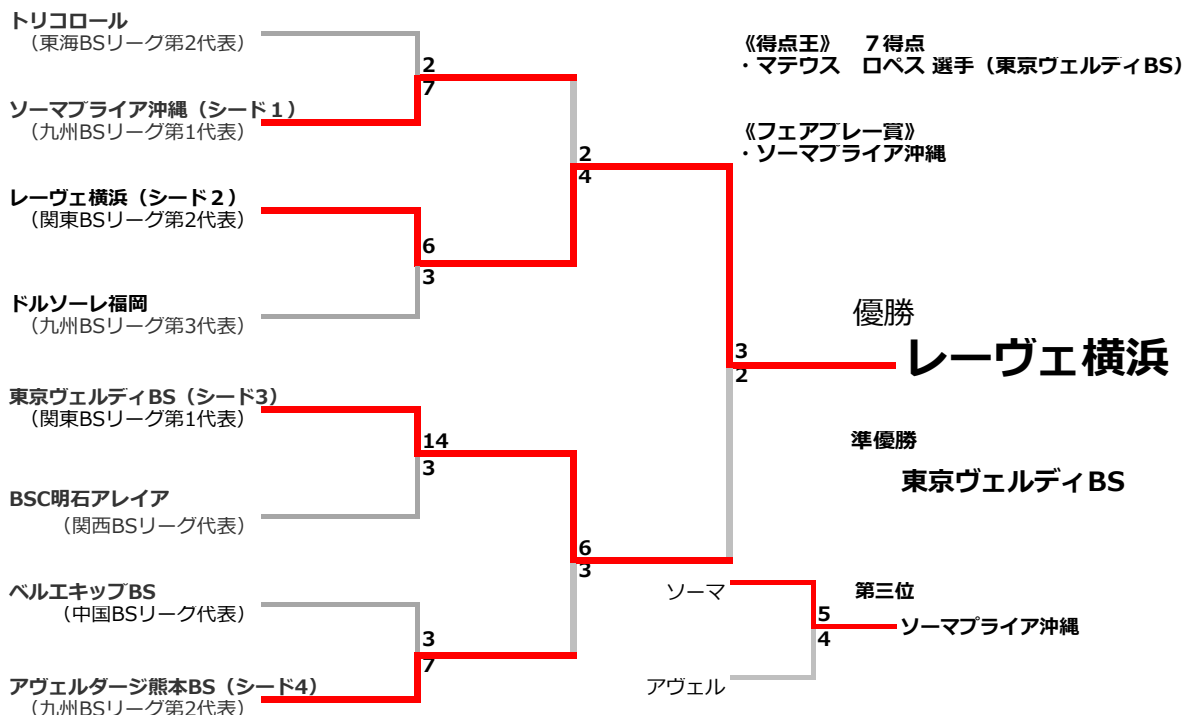 トリコロール
（東海BSリーグ第2代表）
2
7
ソーマプライア沖縄（シード１）
（九州BSリーグ第1代表）
レーヴェ横浜（シード２）
（関東BSリーグ第2代表）
6
3
ドルソーレ福岡
（九州BSリーグ第3代表）
2
4
東京ヴェルディBS（シード3）
（関東BSリーグ第1代表）
14
3
BSC明石アレイア
（関西BSリーグ代表）
ベルエキップBS
（中国BSリーグ代表）
3
7
アヴェルダージ熊本BS（シード4）
（九州BSリーグ第2代表）
6
3
3
2
《得点王》　７得点
・マテウス　ロペス 選手（東京ヴェルディBS）
《フェアプレー賞》
・ソーマプライア沖縄
優勝
レーヴェ横浜
準優勝
東京ヴェルディBS
ソーマ
アヴェル
5
4
第三位
ソーマプライア沖縄